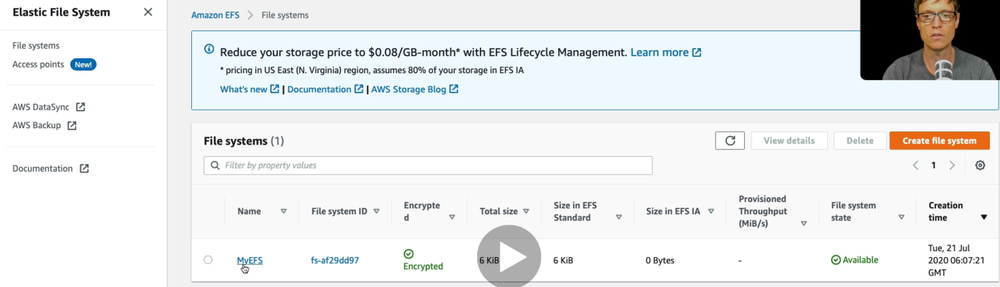 Elastic File System
File systems
Access points New!
AWS DataSync
AWS Backup
Documentation
Amazon EFS > File systems
Reduce your storage price to $0.08/GB-month* with EFS Lifecycle Management. Learn more
* pricing in US East (N. Virginia) region, assumes 80% of your storage in EFS IA
What's new | Documentation | AWS Storage Blog
File systems (1)
View details
Delete
Create file system
Filter by property values
< 1 >
Name
File system ID
Encrypte
d
Total size
Size in EFS
Standard
Size in EFS IA
Provisioned
Throughput
(MiB/s)
File system
state
Creation
time
MyEFS
fs-af29dd97
Encrypted
6 KiB
6 KiB
0 Bytes
-
Available
Tue, 21 Jul
2020 06:07:21
GMT